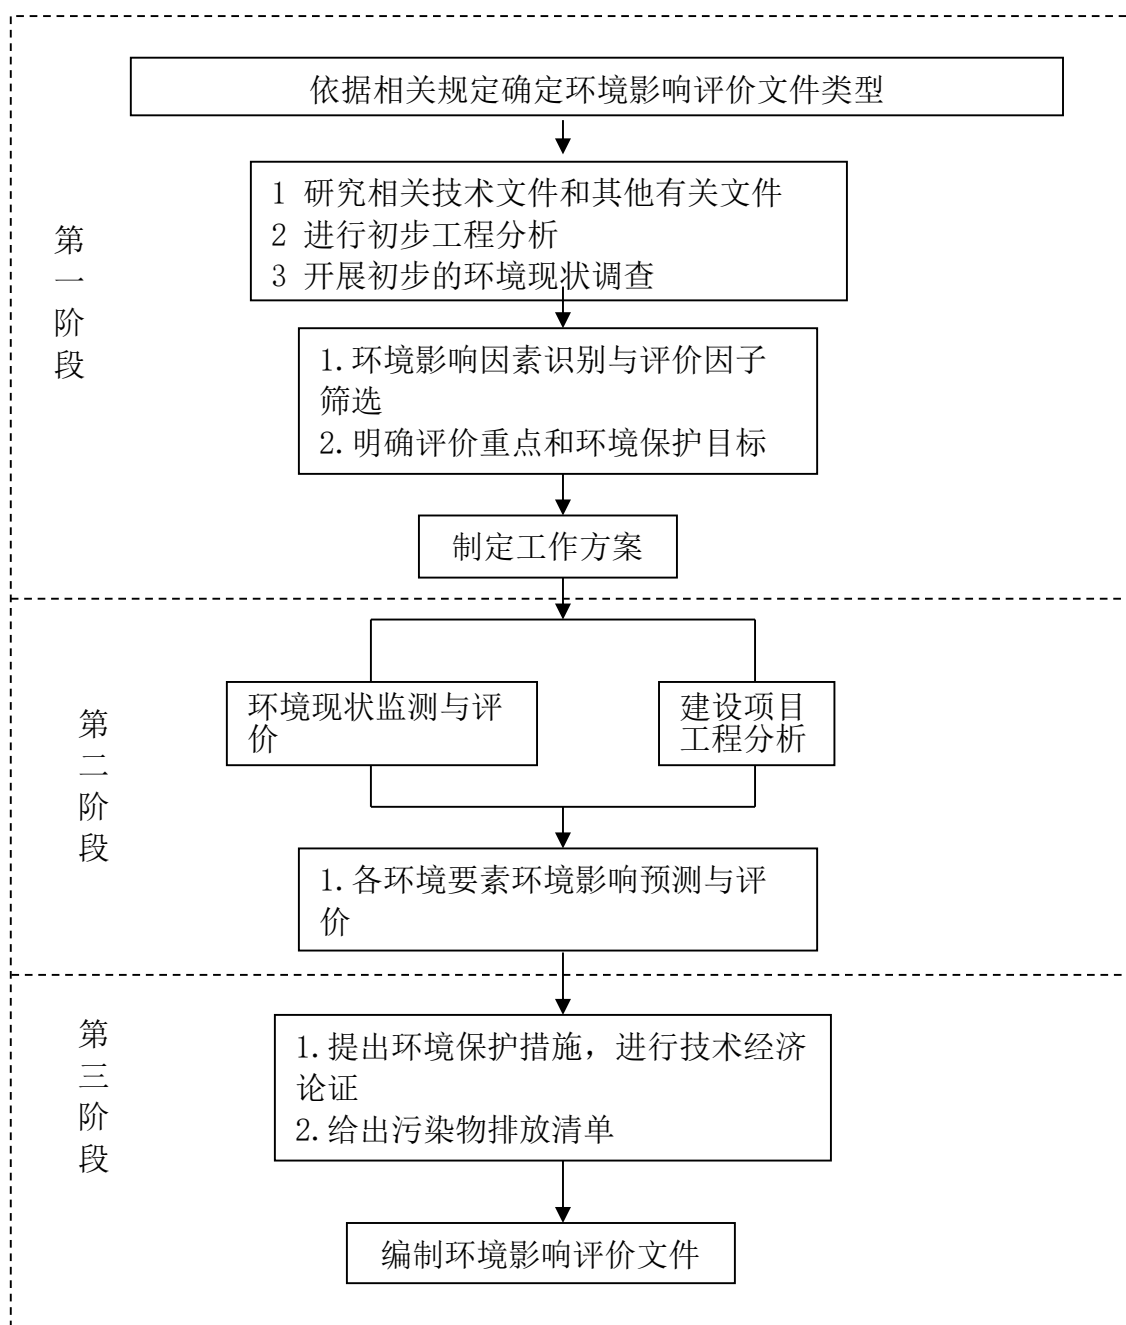 依据相关规定确定环境影响评价文件类型
1 研究相关技术文件和其他有关文件
2 进行初步工程分析
3 开展初步的环境现状调查
第一阶段
1.环境影响因素识别与评价因子
筛选
2.明确评价重点和环境保护目标
制定工作方案
第二阶段
环境现状监测与评
价
建设项目
工程分析
1.各环境要素环境影响预测与评
价
第三阶段
1.提出环境保护措施，进行技术经济
论证
2.给出污染物排放清单
编制环境影响评价文件